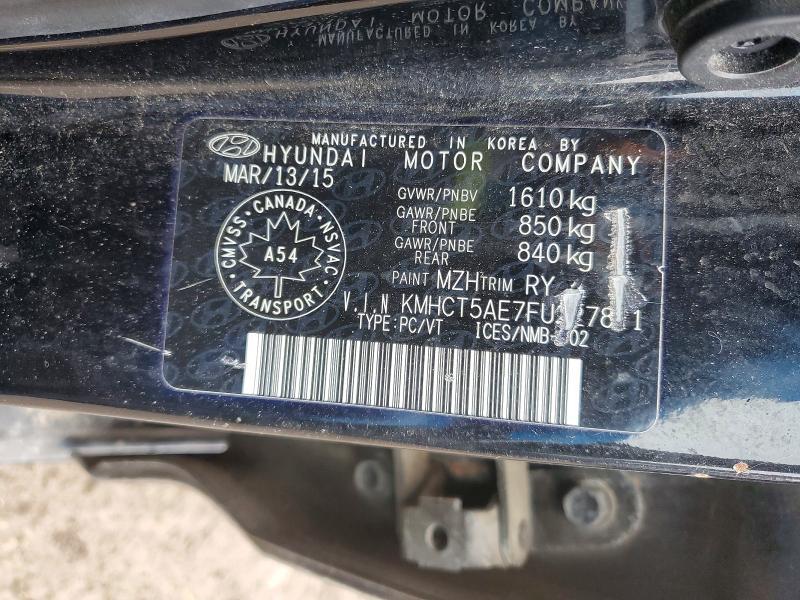 MANUFACTURED IN KOREA BY
HYUNDAI MOTOR COMPANY
MAR/13/15
GVWR/PNBV 1610 kg
GAWR/PNBE FRONT 850 kg
GAWR/PNBE REAR 840 kg
PAINT MZH TRIM RY
CMVSS · CANADA · NSVAC
A54
TRANSPORT
V.I.N
TYPE: PC/VT